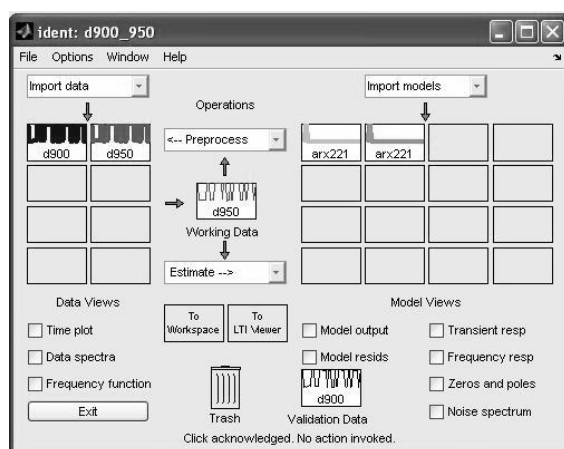 ident: d900_950
File Options Window Help
Import data
Import models
Operations
<-- Preprocess
d900 d950
arx221 arx221
d950
Working Data
Estimate -->
Data Views
Model Views
To Workspace
To LTI Viewer
Time plot
Data spectra
Frequency function
Exit
Model output
Model resids
Transient resp
Frequency resp
Zeros and poles
Noise spectrum
d900
Trash
Validation Data
Click acknowledged. No action invoked.